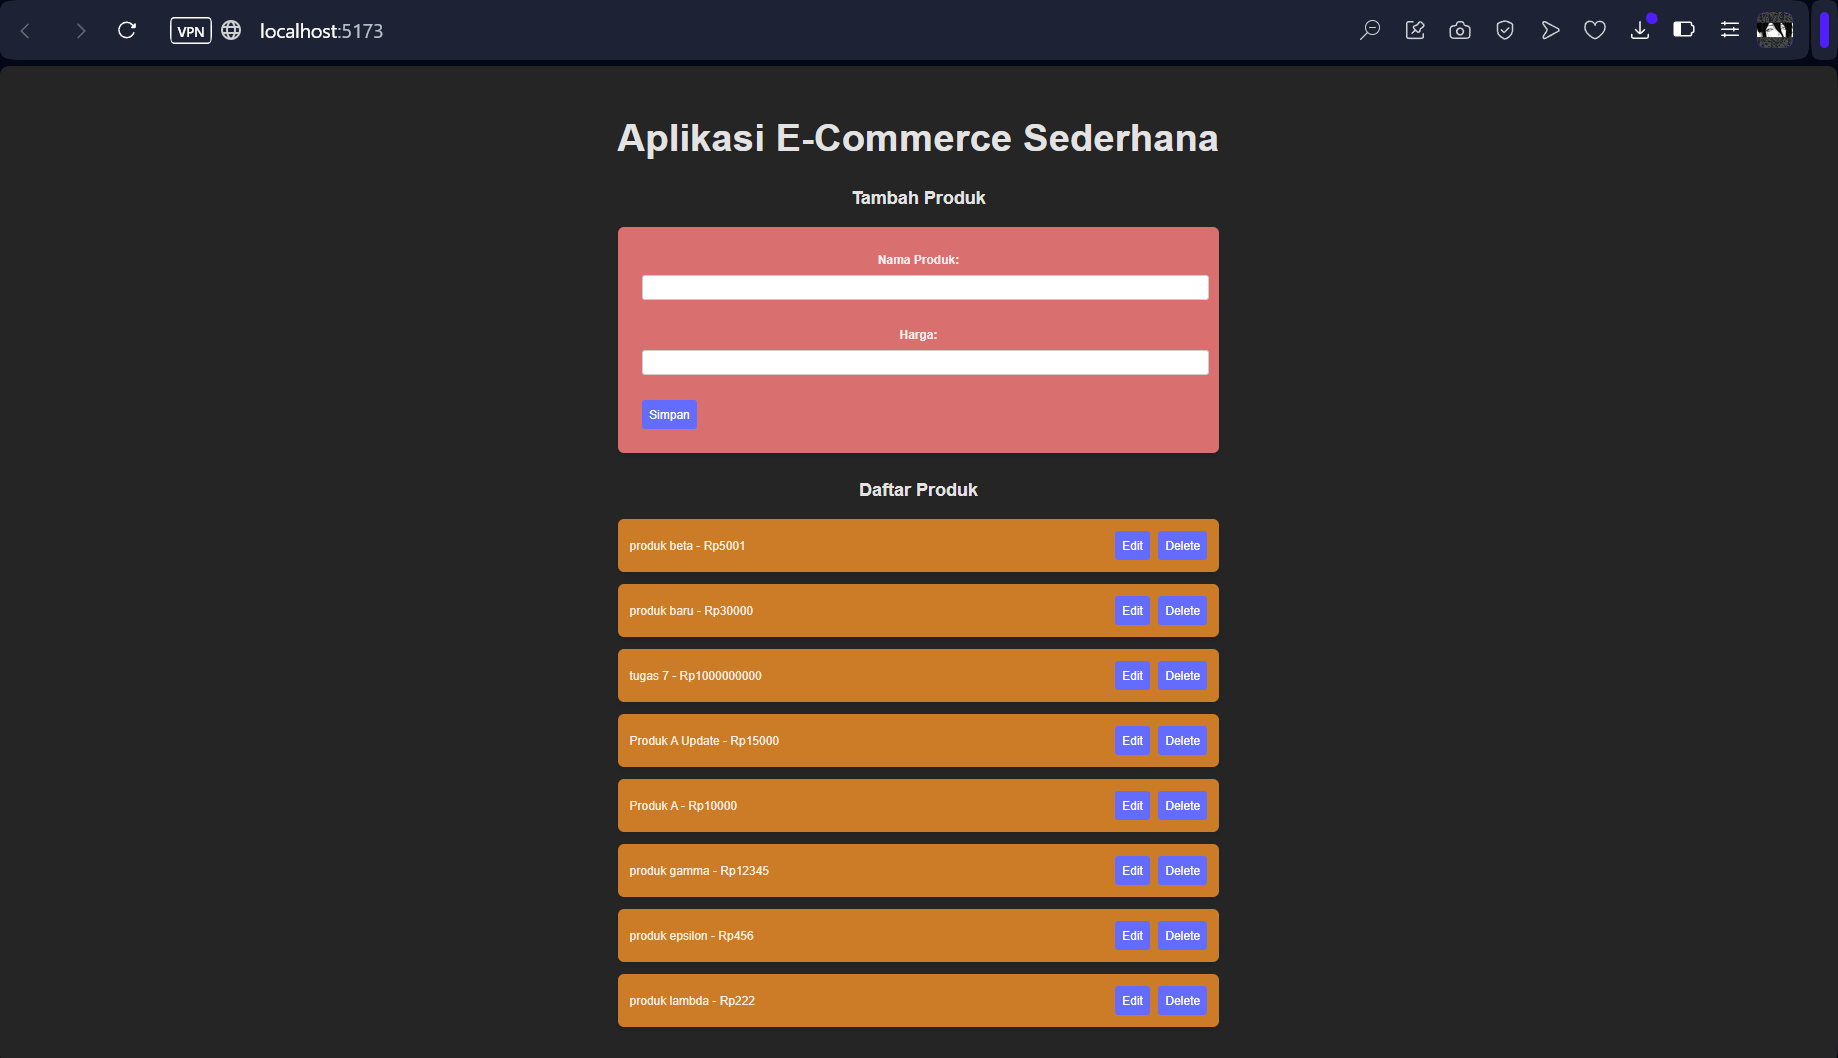 VPN localhost:5173
Aplikasi E-Commerce Sederhana
Tambah Produk
Nama Produk:
Harga:
Simpan
Daftar Produk
produk beta - Rp5001 Edit Delete
produk baru - Rp30000 Edit Delete
tugas 7 - Rp1000000000 Edit Delete
Produk A Update - Rp15000 Edit Delete
Produk A - Rp10000 Edit Delete
produk gamma - Rp12345 Edit Delete
produk epsilon - Rp456 Edit Delete
produk lambda - Rp222 Edit Delete